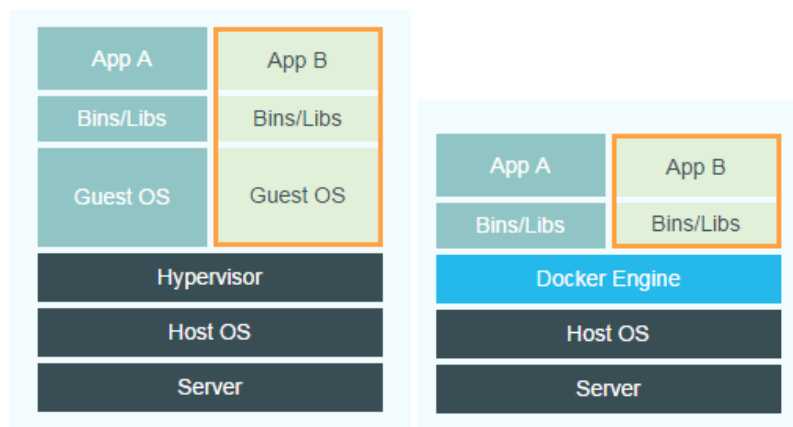 App A
App B
Bins/Libs
Bins/Libs
Guest OS
Guest OS
Hypervisor
Host OS
Server
App A
App B
Bins/Libs
Bins/Libs
Docker Engine
Host OS
Server